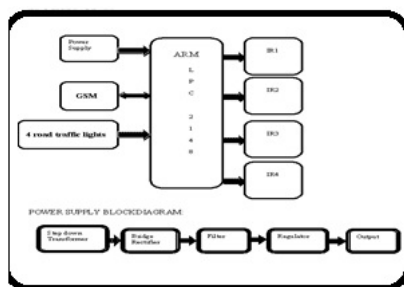 Power
Supply
GSM
4 road traffic lights
ARM
L
P
C
2
1
4
8
IR1
IR2
IR3
IR4
POWER SUPPLY BLOCKDIAGRAM:
Step down
Transformer
Bridge
Rectifier
Filter
Regulator
Output